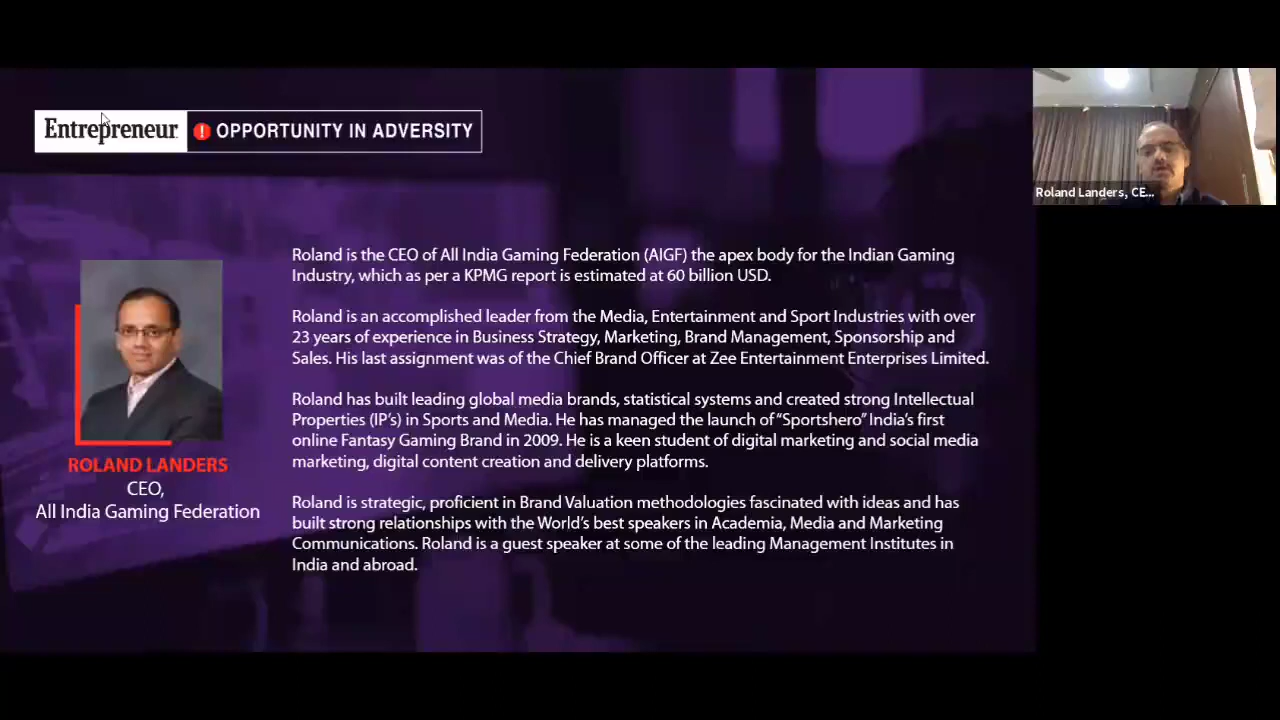 Entrepreneur
! OPPORTUNITY IN ADVERSITY
Roland Landers, CE...
Roland is the CEO of All India Gaming Federation (AIGF) the apex body for the Indian Gaming
Industry, which as per a KPMG report is estimated at 60 billion USD.
Roland is an accomplished leader from the Media, Entertainment and Sport Industries with over
23 years of experience in Business Strategy, Marketing, Brand Management, Sponsorship and
Sales. His last assignment was of the Chief Brand Officer at Zee Entertainment Enterprises Limited.
Roland has built leading global media brands, statistical systems and created strong Intellectual
Properties (IP's) in Sports and Media. He has managed the launch of “Sportshero” India's first
online Fantasy Gaming Brand in 2009. He is a keen student of digital marketing and social media
marketing, digital content creation and delivery platforms.
Roland is strategic, proficient in Brand Valuation methodologies fascinated with ideas and has
built strong relationships with the World's best speakers in Academia, Media and Marketing
Communications. Roland is a guest speaker at some of the leading Management Institutes in
India and abroad.
ROLAND LANDERS
CEO,
All India Gaming Federation